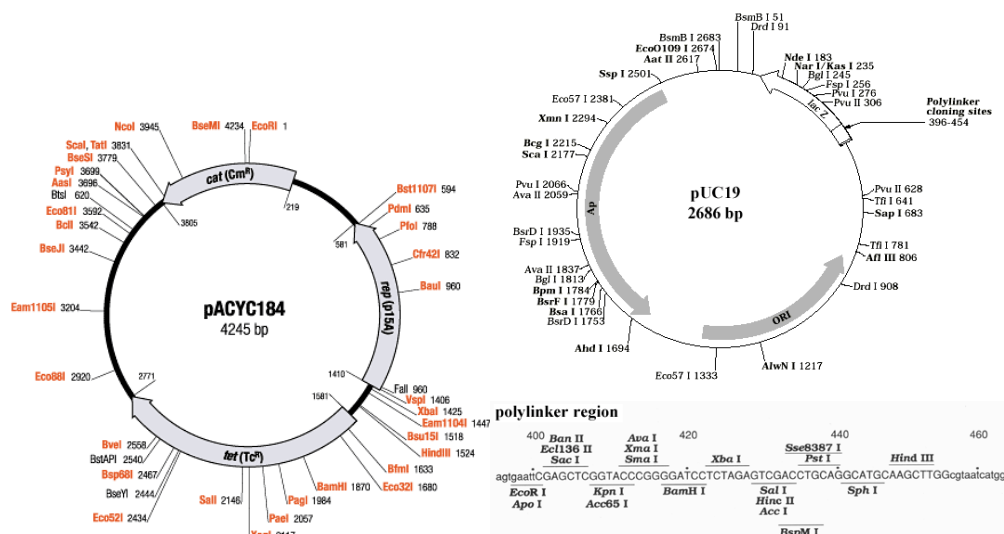 BseMI 4234
EcoRI 1
NcoI 3945
ScaI, TatI 3831
BseSI 3779
PsyI 3699
AasI 3696
BtsI 620
Eco81I 3592
BclI 3542
BseJI 3442
Eam1105I 3204
Eco88I 2920
2771
BveI 2558
BstAPI 2540
Bsp68I 2467
BseYI 2444
Eco52I 2434
SalI 2146
PaeI 2057
PagI 1984
BamHI 1870
Eco32I 1680
BfmI 1633
HindIII 1524
Bsu15I 1518
Eam1104I 1447
XbaI 1425
VspI 1406
FalI 960
1410
1581
BauI 960
Cfr42I 832
PfoI 788
PdmI 635
Bst1107I 594
581
219
3805
cat (CmR)
rep (p15A)
tet (TcR)
pACYC184
4245 bp
BsmB I 51
Drd I 91
BsmB I 2683
EcoO109 I 2674
Aat II 2617
Ssp I 2501
Eco57 I 2381
Xmn I 2294
Bcg I 2215
Sca I 2177
Pvu I 2066
Ava II 2059
BsrD I 1935
Fsp I 1919
Ava II 1837
Bgl I 1813
Bpm I 1784
BsrF I 1779
Bsa I 1766
BsrD I 1753
Ahd I 1694
Eco57 I 1333
AlwN I 1217
Drd I 908
Afl III 806
Tfi I 781
Sap I 683
Tfi I 641
Pvu II 628
Polylinker
cloning sites
396-454
Nde I 183
Nar I/Kas I 235
Bgl I 245
Fsp I 256
Pvu I 276
Pvu II 306
lac Z
Ap
ORI
pUC19
2686 bp
polylinker region
400 420 440 460
Ban II Ava I Sse8387 I
Ecl136 II Xma I Xba I Pst I Hind III
Sac I Sma I
agtgaattCGAGCTCGGTACCCGGGGATCCTCTAGAGTCGACCTGCAGGCATGCAAGCTTGGcgtaatcatgg
EcoR I Kpn I BamH I Sal I Sph I
Apo I Acc65 I Hinc II
Acc I
BspM I